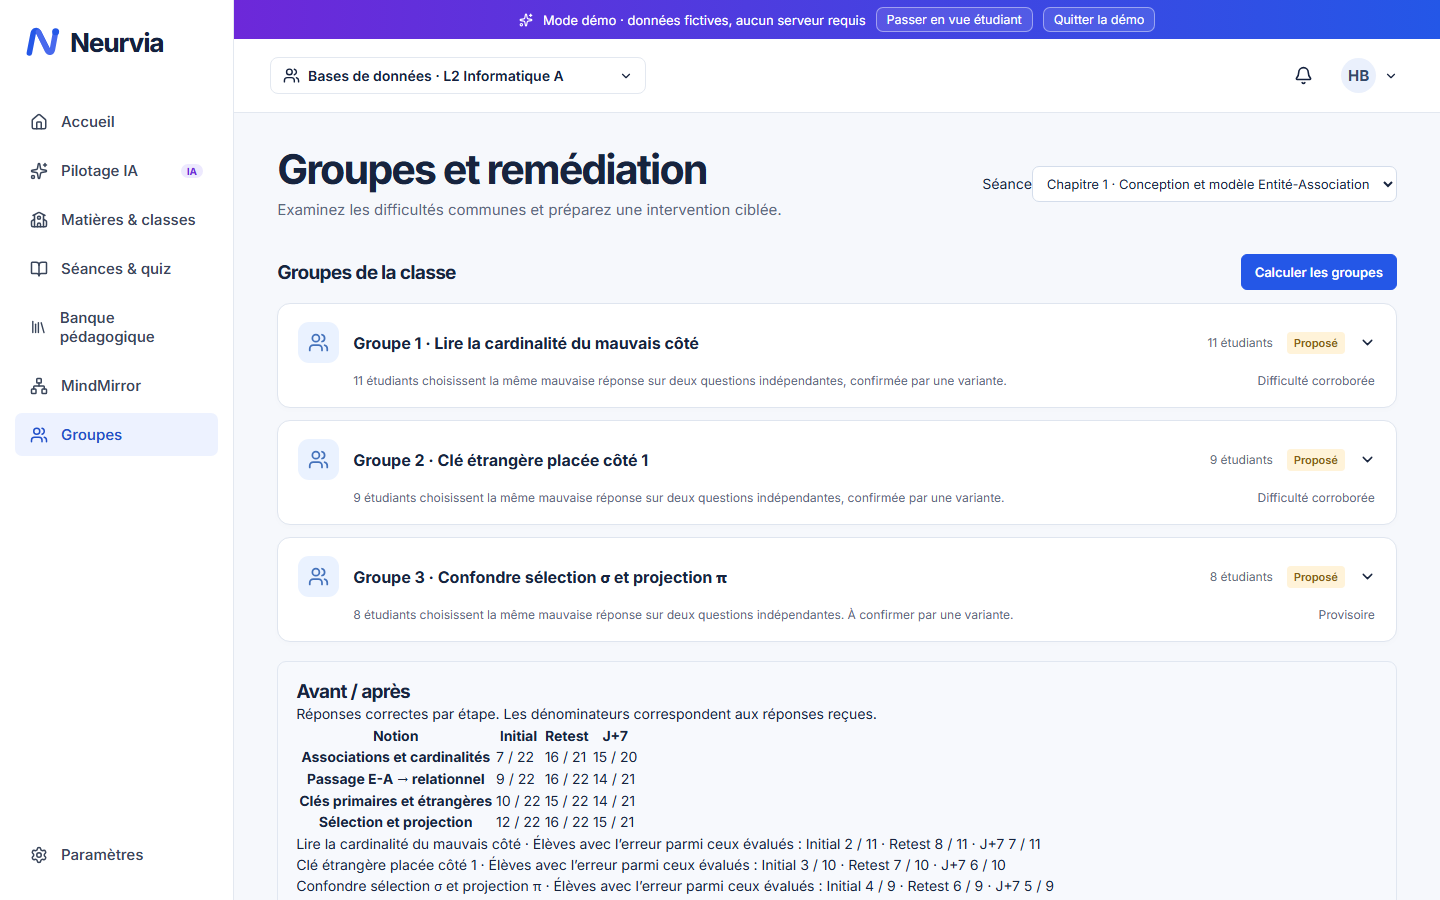 Neurvia
Mode démo · données fictives, aucun serveur requis
Passer en vue étudiant
Quitter la démo
Bases de données · L2 Informatique A
HB
Accueil
Pilotage IA
IA
Matières & classes
Séances & quiz
Banque
pédagogique
MindMirror
Groupes
Paramètres
Groupes et remédiation
Examinez les difficultés communes et préparez une intervention ciblée.
Séance
Chapitre 1 · Conception et modèle Entité-Association
Groupes de la classe
Calculer les groupes
Groupe 1 · Lire la cardinalité du mauvais côté
11 étudiants
Proposé
11 étudiants choisissent la même mauvaise réponse sur deux questions indépendantes, confirmée par une variante.
Difficulté corroborée
Groupe 2 · Clé étrangère placée côté 1
9 étudiants
Proposé
9 étudiants choisissent la même mauvaise réponse sur deux questions indépendantes, confirmée par une variante.
Difficulté corroborée
Groupe 3 · Confondre sélection σ et projection π
8 étudiants
Proposé
8 étudiants choisissent la même mauvaise réponse sur deux questions indépendantes. À confirmer par une variante.
Provisoire
Avant / après
Réponses correctes par étape. Les dénominateurs correspondent aux réponses reçues.
Notion Initial Retest J+7
Associations et cardinalités 7 / 22 16 / 21 15 / 20
Passage E-A → relationnel 9 / 22 16 / 22 14 / 21
Clés primaires et étrangères 10 / 22 15 / 22 14 / 21
Sélection et projection 12 / 22 16 / 22 15 / 21
Lire la cardinalité du mauvais côté · Élèves avec l’erreur parmi ceux évalués : Initial 2 / 11 · Retest 8 / 11 · J+7 7 / 11
Clé étrangère placée côté 1 · Élèves avec l’erreur parmi ceux évalués : Initial 3 / 10 · Retest 7 / 10 · J+7 6 / 10
Confondre sélection σ et projection π · Élèves avec l’erreur parmi ceux évalués : Initial 4 / 9 · Retest 6 / 9 · J+7 5 / 9